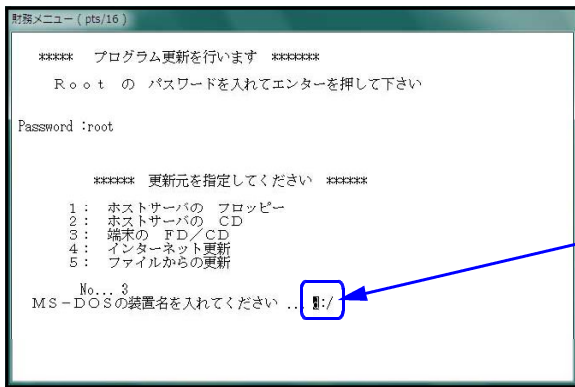 財務メニュー ( pts/16 )
***** プログラム更新を行います *******
Ｒｏｏｔ の パスワードを入れてエンターを押して下さい
Password :root
****** 更新元を指定してください ******
１： ホストサーバの フロッピー
２： ホストサーバの ＣＤ
３： 端末の ＦＤ／ＣＤ
４： インターネット更新
５： ファイルからの更新
No... 3
ＭＳ－ＤＯＳの装置名を入れてください ... :/